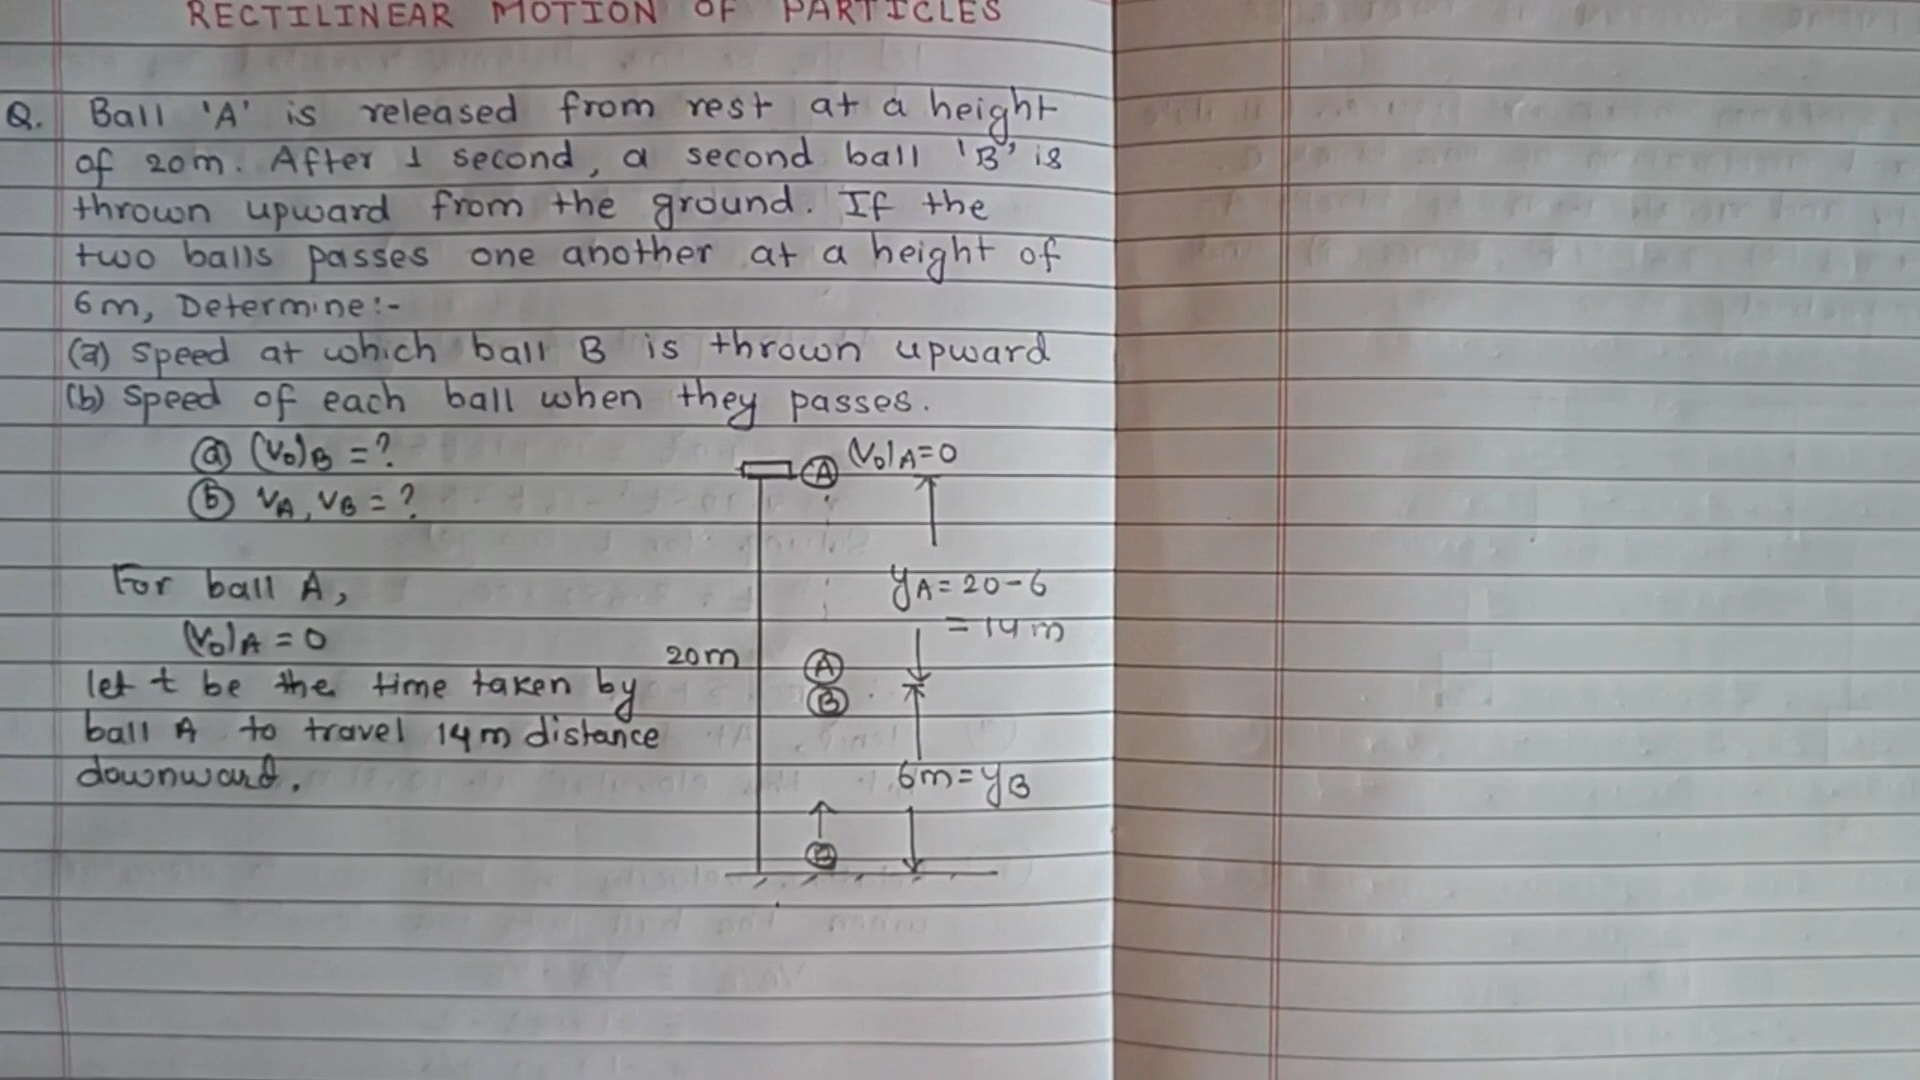 RECTILINEAR MOTION OF PARTICLES
Q. Ball 'A' is released from rest at a height
of 20m. After 1 second, a second ball 'B' is
thrown upward from the ground. If the
two balls passes one another at a height of
6m, Determine:-
(a) speed at which ball B is thrown upward
(b) Speed of each ball when they passes.
(a) (V₀)B = ?
(b) VA, VB = ?
A (V₀)A = 0
For ball A,
(V₀)A = 0
let t be the time taken by
ball A to travel 14m distance
downward.
yA = 20-6
= 14m
20m
A
B
6m = yB
B